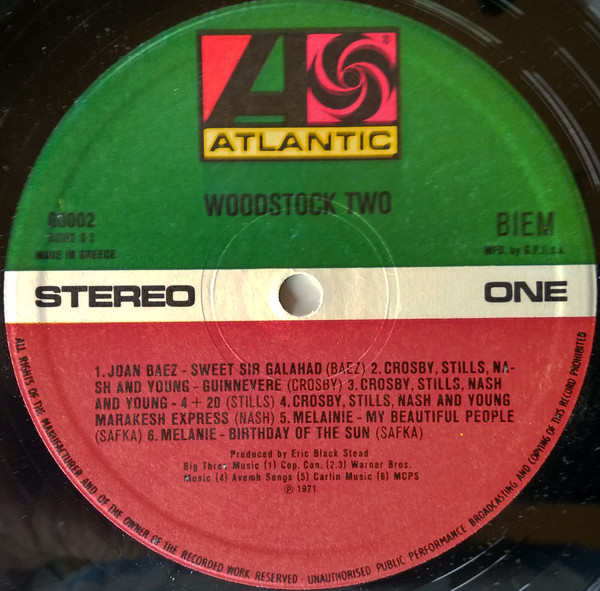 ATLANTIC
WOODSTOCK TWO
60002
BIEM
MADE IN GREECE
MFD. by G.P.I.s.a.
STEREO
ONE
1. JOAN BAEZ - SWEET SIR GALAHAD (BAEZ) 2. CROSBY, STILLS, NA-
SH AND YOUNG - GUINNEVERE (CROSBY) 3. CROSBY, STILLS, NASH
AND YOUNG - 4 + 20 (STILLS) 4. CROSBY, STILLS, NASH AND YOUNG
MARAKESH EXPRESS (NASH) 5. MELAINIE - MY BEAUTIFUL PEOPLE
(SAFKA) 6. MELANIE - BIRTHDAY OF THE SUN (SAFKA)
Produced by Eric Black Stead
Big Three Music (1) Cop. Con. (2.3) Warner Bros.
Music (4) Avemb Songs (5) Carlin Music (6) MCPS
℗ 1971
ALL RIGHTS OF THE MANUFACTURER AND OF THE OWNER OF THE RECORDED WORK RESERVED - UNAUTHORISED PUBLIC PERFORMANCE BROADCASTING AND COPYING OF THIS RECORD PROHIBITED